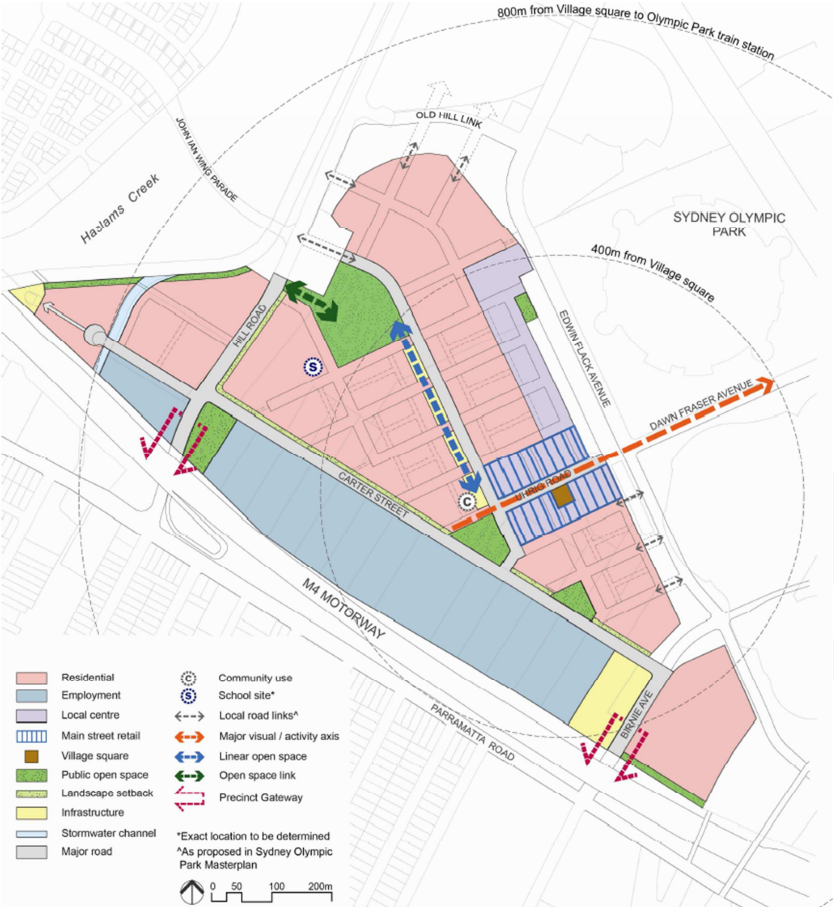 800m from Village square to Olympic Park train station
OLD HILL LINK
JOHN IAN WING PARADE
Haslams Creek
SYDNEY OLYMPIC
PARK
400m from Village square
HILL ROAD
EDWIN FLACK AVENUE
S
DAWN FRASER AVENUE
UHRIG ROAD
C
CARTER STREET
M4 MOTORWAY
BIRNIE AVE
PARRAMATTA ROAD
Residential
Employment
Local centre
Main street retail
Village square
Public open space
Landscape setback
Infrastructure
Stormwater channel
Major road
C Community use
S School site*
Local road links^
Major visual / activity axis
Linear open space
Open space link
Precinct Gateway
*Exact location to be determined
^As proposed in Sydney Olympic
Park Masterplan
0 50 100 200m